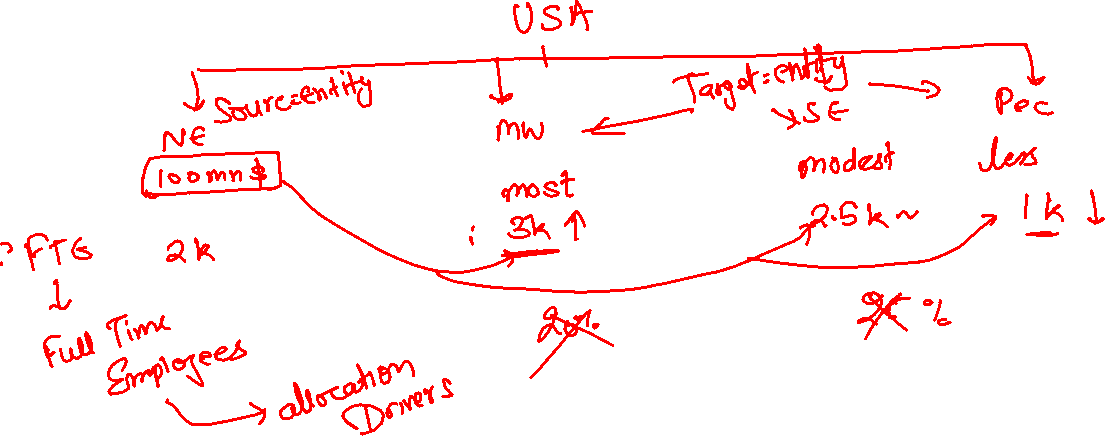 USA
Source=entity
Target=entity
NE
MW
SE
Pac
100mn $
most
modest
less
3k ↑
2.5k ~
1k ↓
? FTE
2k
Full Time
Employees
20%
%
allocation
Drivers